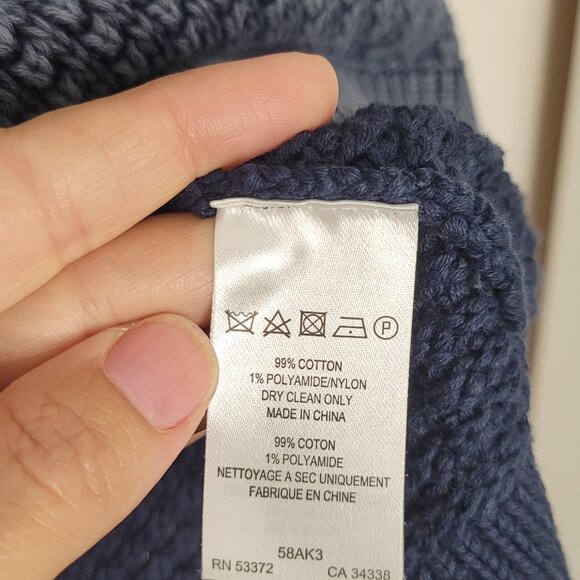 P
99% COTTON
1% POLYAMIDE/NYLON
DRY CLEAN ONLY
MADE IN CHINA
99% COTON
1% POLYAMIDE
NETTOYAGE A SEC UNIQUEMENT
FABRIQUE EN CHINE
58AK3
RN 53372 CA 34338